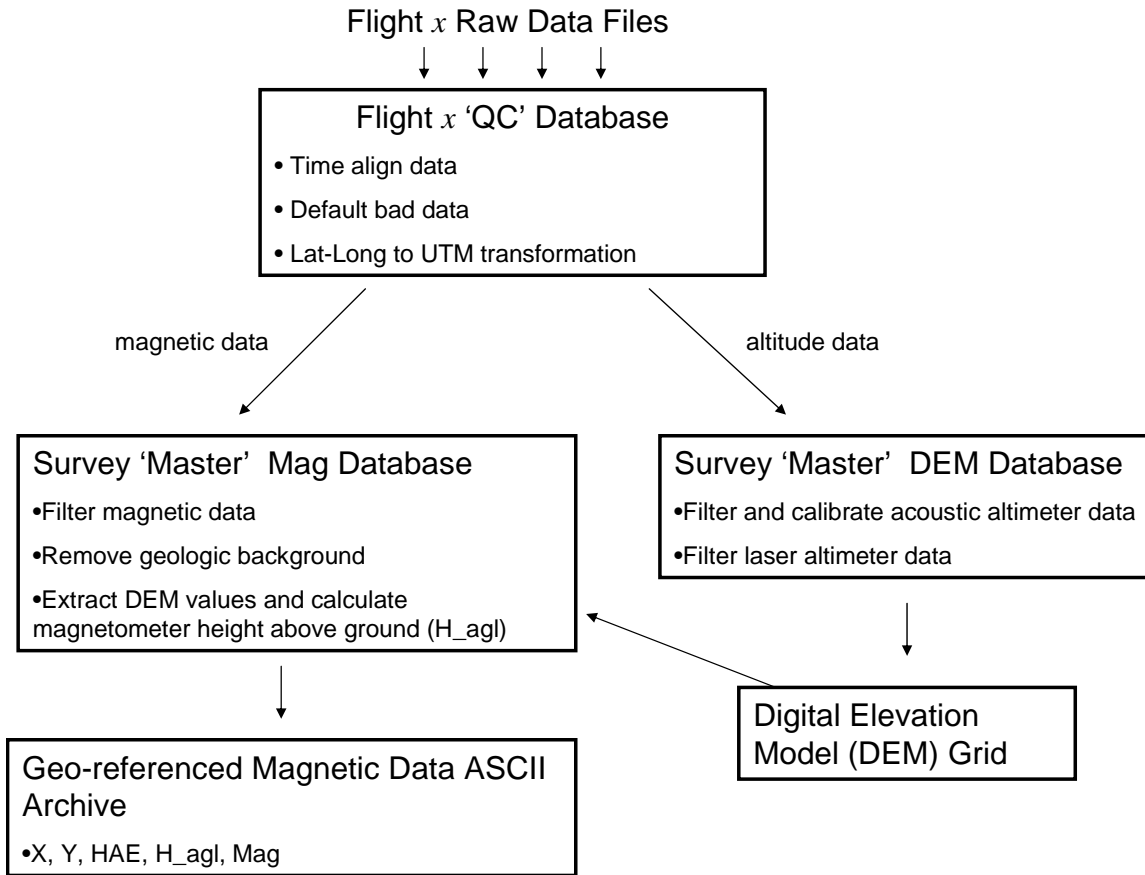 Flight x Raw Data Files
Flight x ‘QC’ Database
• Time align data
• Default bad data
• Lat-Long to UTM transformation
magnetic data
altitude data
Survey ‘Master’ Mag Database
•Filter magnetic data
•Remove geologic background
•Extract DEM values and calculate
magnetometer height above ground (H_agl)
Survey ‘Master’ DEM Database
•Filter and calibrate acoustic altimeter data
•Filter laser altimeter data
Digital Elevation
Model (DEM) Grid
Geo-referenced Magnetic Data ASCII
Archive
•X, Y, HAE, H_agl, Mag